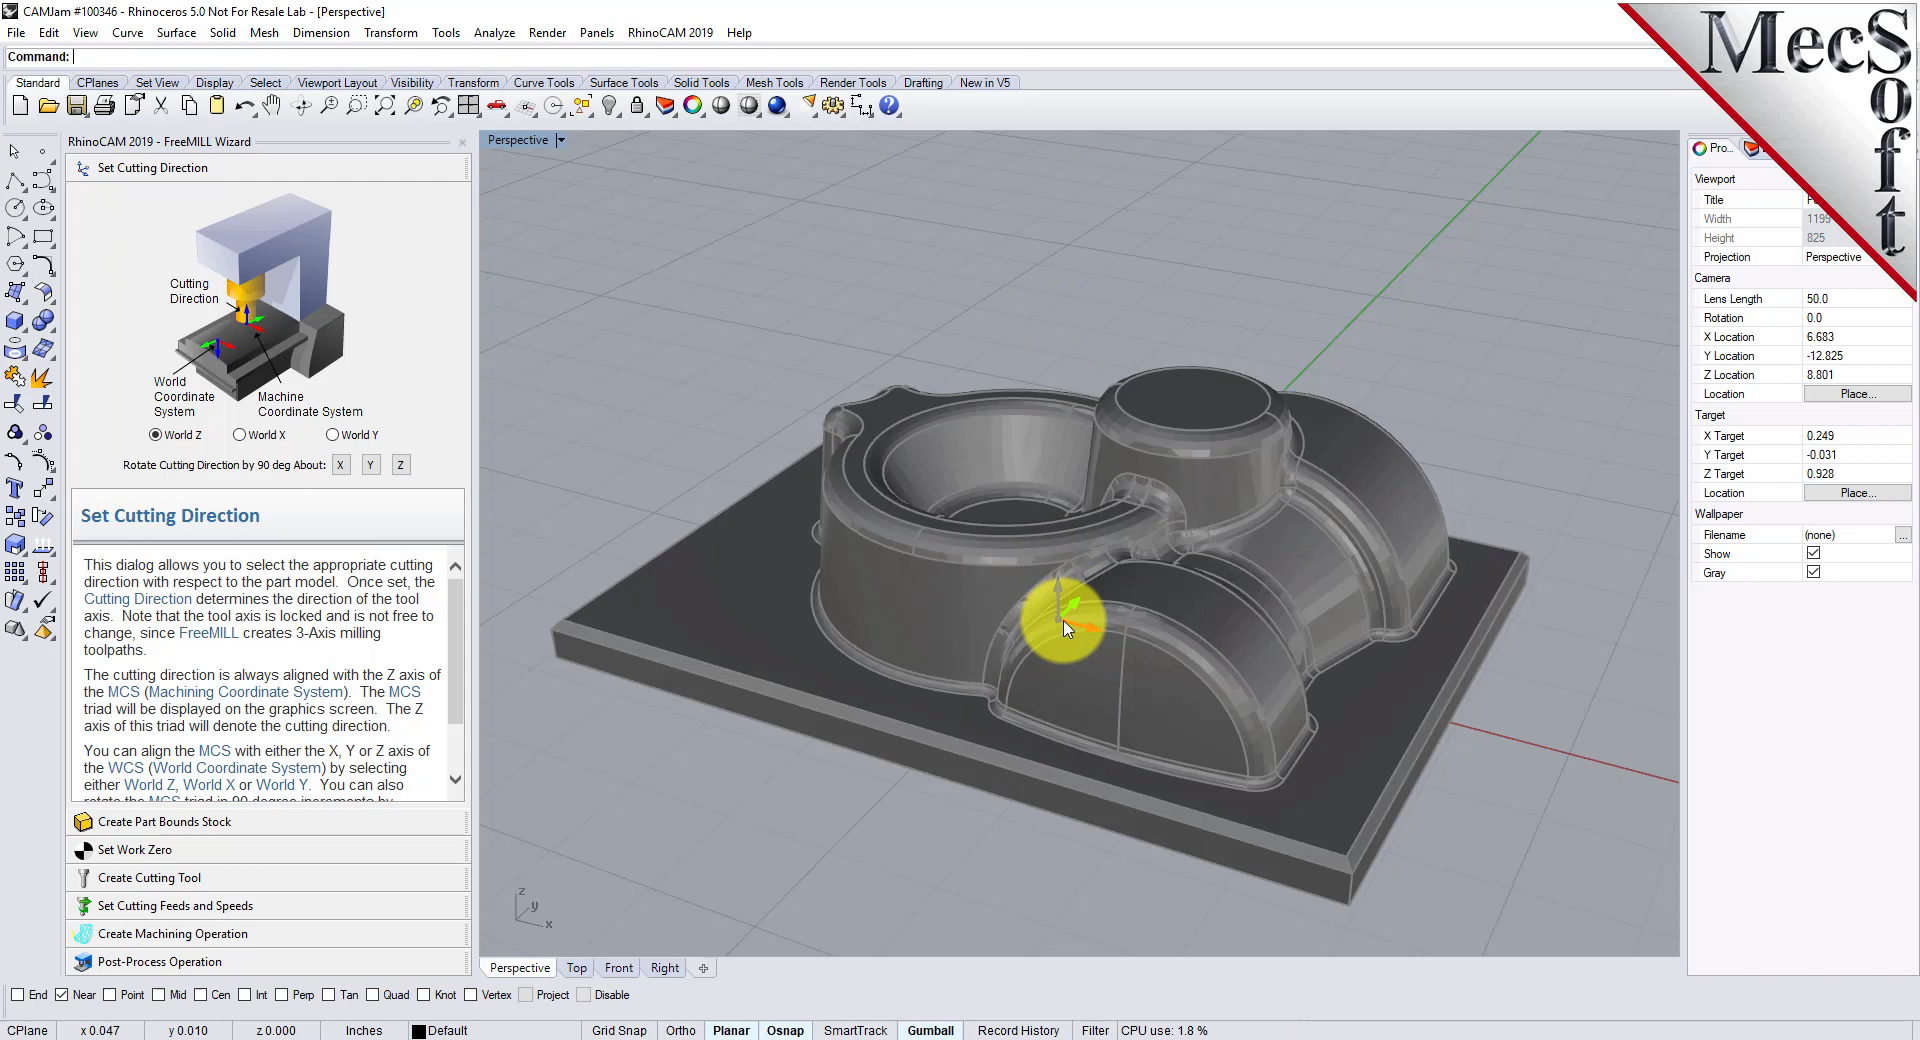 CAMJam #100346 - Rhinoceros 5.0 Not For Resale Lab - [Perspective]
File Edit View Curve Surface Solid Mesh Dimension Transform Tools Analyze Render Panels RhinoCAM 2019 Help
Command:
Standard CPlanes Set View Display Select Viewport Layout Visibility Transform Curve Tools Surface Tools Solid Tools Mesh Tools Render Tools Drafting New in V5
MecSoft
RhinoCAM 2019 - FreeMILL Wizard
Set Cutting Direction
Cutting
Direction
World
Coordinate
System
Machine
Coordinate System
World Z World X World Y
Rotate Cutting Direction by 90 deg About: X Y Z
Set Cutting Direction
This dialog allows you to select the appropriate cutting
direction with respect to the part model. Once set, the
Cutting Direction determines the direction of the tool
axis. Note that the tool axis is locked and is not free to
change, since FreeMILL creates 3-Axis milling
toolpaths.
The cutting direction is always aligned with the Z axis of
the MCS (Machining Coordinate System). The MCS
triad will be displayed on the graphics screen. The Z
axis of this triad will denote the cutting direction.
You can align the MCS with either the X, Y or Z axis of
the WCS (World Coordinate System) by selecting
either World Z, World X or World Y. You can also
rotate the MCS triad in 90 degree increments by
Create Part Bounds Stock
Set Work Zero
Create Cutting Tool
Set Cutting Feeds and Speeds
Create Machining Operation
Post-Process Operation
Perspective
z
y
x
Perspective Top Front Right
Pro...
Viewport
Title
Width 1199
Height 825
Projection Perspective
Camera
Lens Length 50.0
Rotation 0.0
X Location 6.683
Y Location -12.825
Z Location 8.801
Location Place...
Target
X Target 0.249
Y Target -0.031
Z Target 0.928
Location Place...
Wallpaper
Filename (none) ...
Show
Gray
End Near Point Mid Cen Int Perp Tan Quad Knot Vertex Project Disable
CPlane x 0.047 y 0.010 z 0.000 Inches Default Grid Snap Ortho Planar Osnap SmartTrack Gumball Record History Filter CPU use: 1.8 %